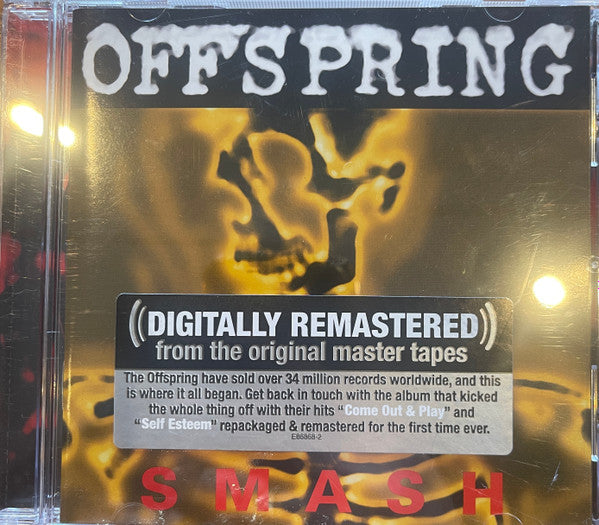 OFFSPRING
((DIGITALLY REMASTERED))
from the original master tapes
The Offspring have sold over 34 million records worldwide, and this
is where it all began. Get back in touch with the album that kicked
the whole thing off with their hits "Come Out & Play" and
"Self Esteem" repackaged & remastered for the first time ever.
E86868-2
SMASH